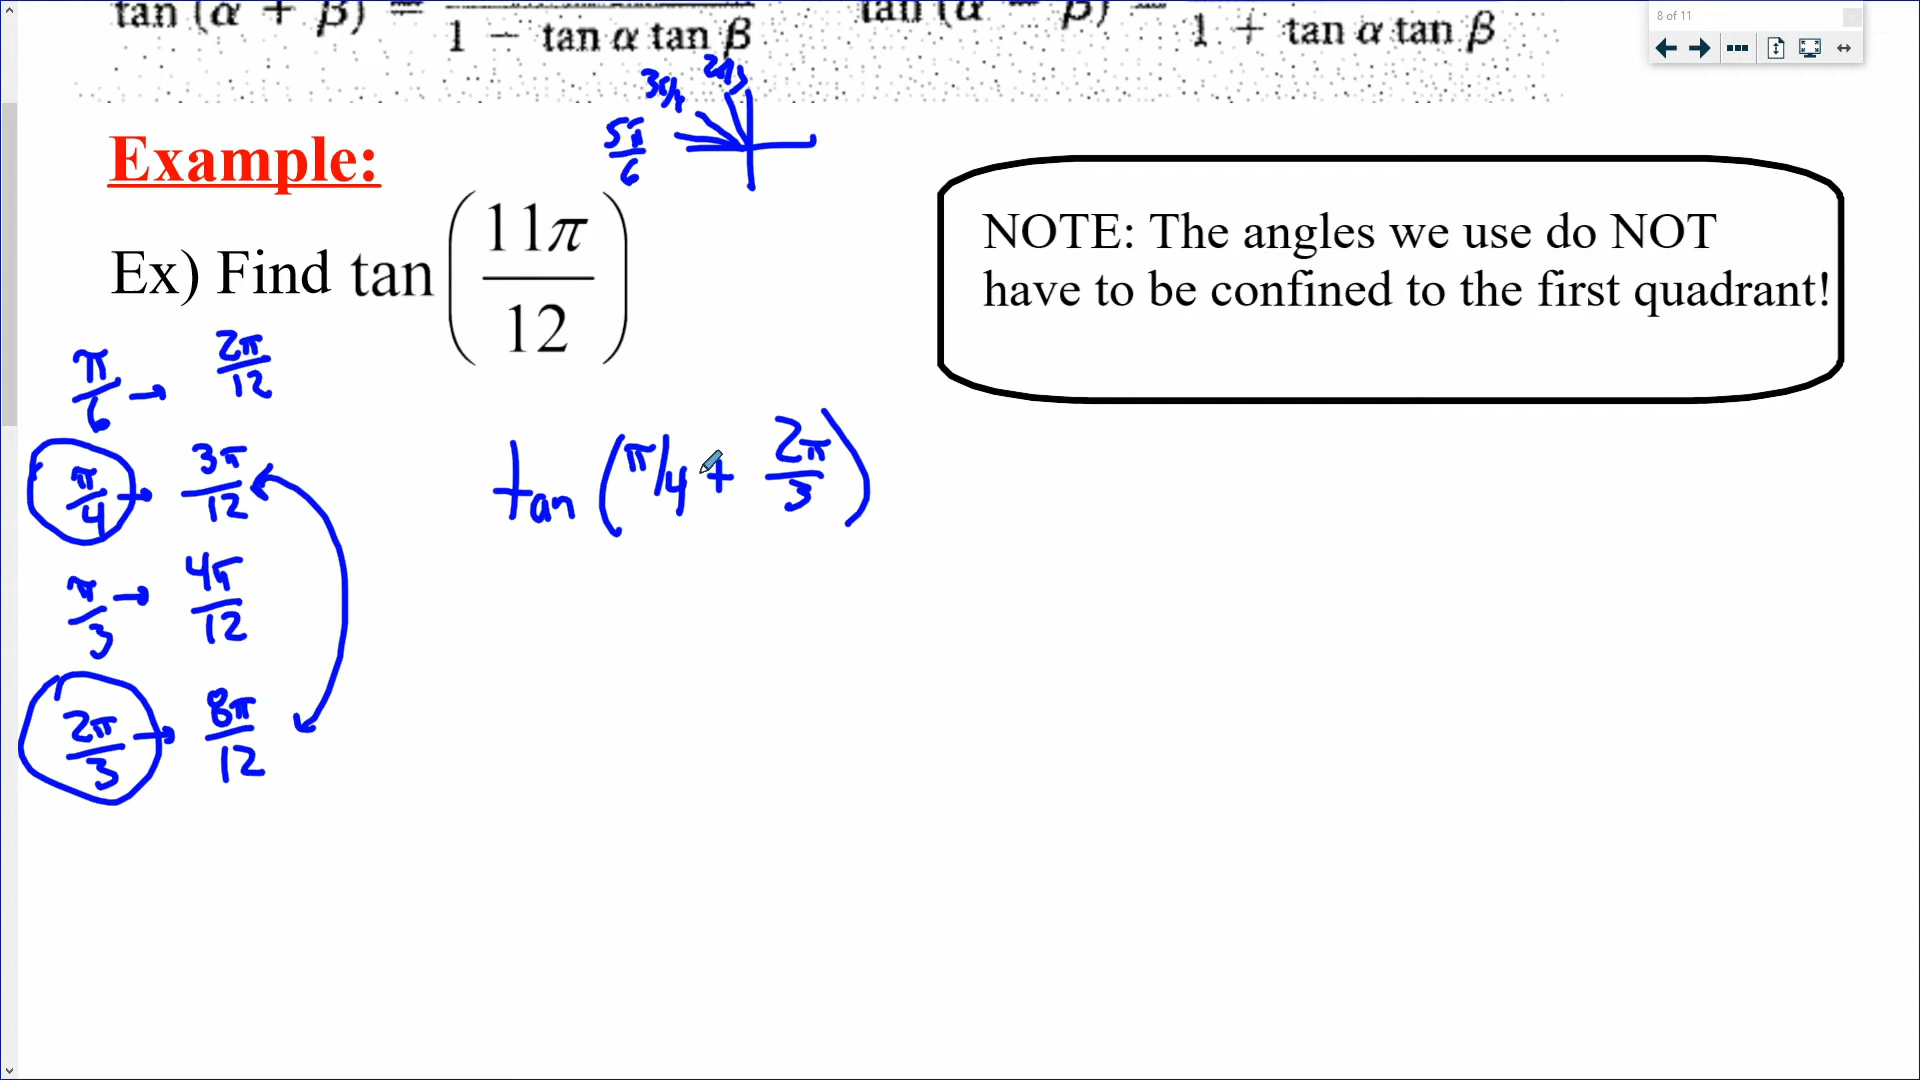 tan (α + β) =
1 − tan α tan β
tan (α − β) =
1 + tan α tan β
8 of 11
2π/3
3π/4
5π/6
Example:
Ex) Find tan (11π/12)
NOTE: The angles we use do NOT
have to be confined to the first quadrant!
π/6 → 2π/12
π/4 → 3π/12
π/3 → 4π/12
2π/3 → 8π/12
tan (π/4 + 2π/3)